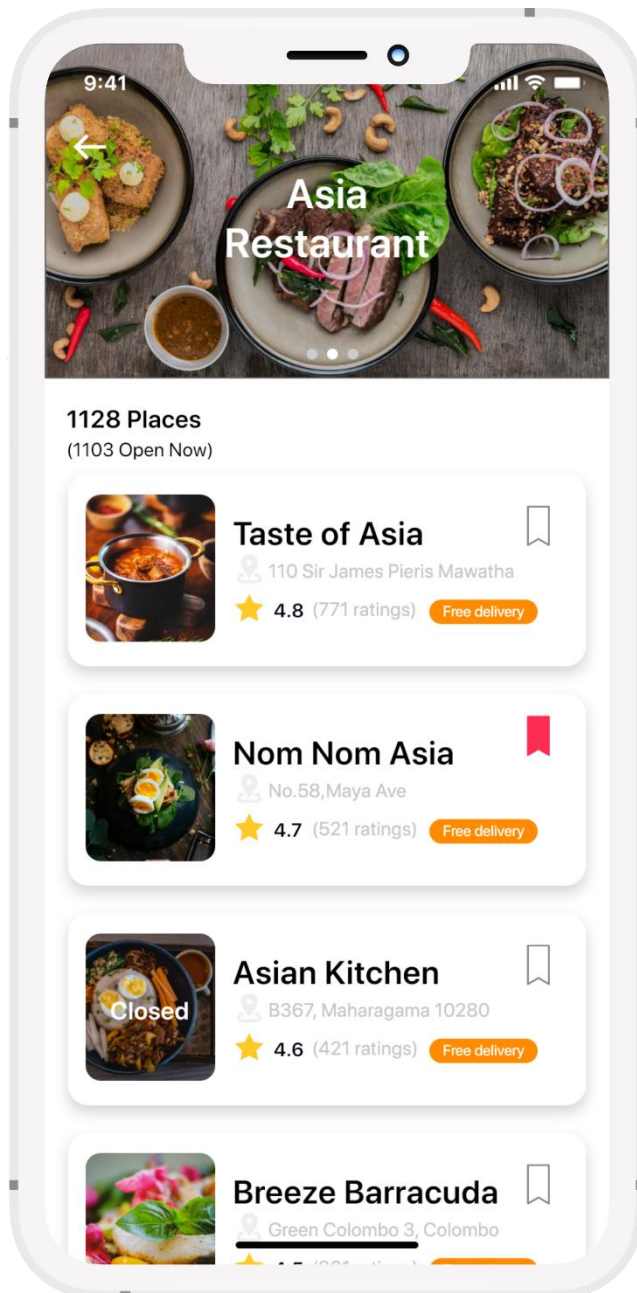 9:41
Asia
Restaurant
1128 Places
(1103 Open Now)
Taste of Asia
110 Sir James Pieris Mawatha
4.8 (771 ratings) Free delivery
Nom Nom Asia
No.58,Maya Ave
4.7 (521 ratings) Free delivery
Asian Kitchen
Closed
B367, Maharagama 10280
4.6 (421 ratings) Free delivery
Breeze Barracuda
Green Colombo 3, Colombo